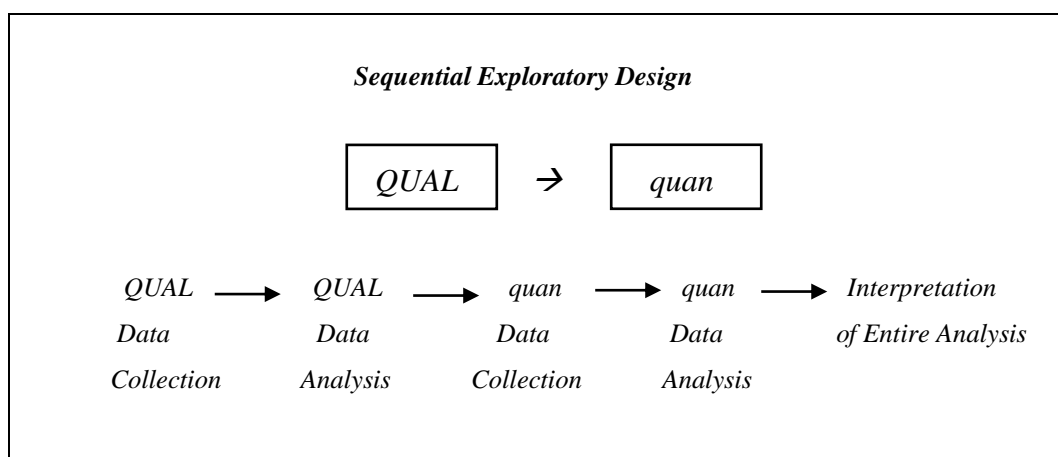 Sequential Exploratory Design
QUAL → quan
QUAL QUAL quan quan Interpretation
Data Data Data Data of Entire Analysis
Collection Analysis Collection Analysis